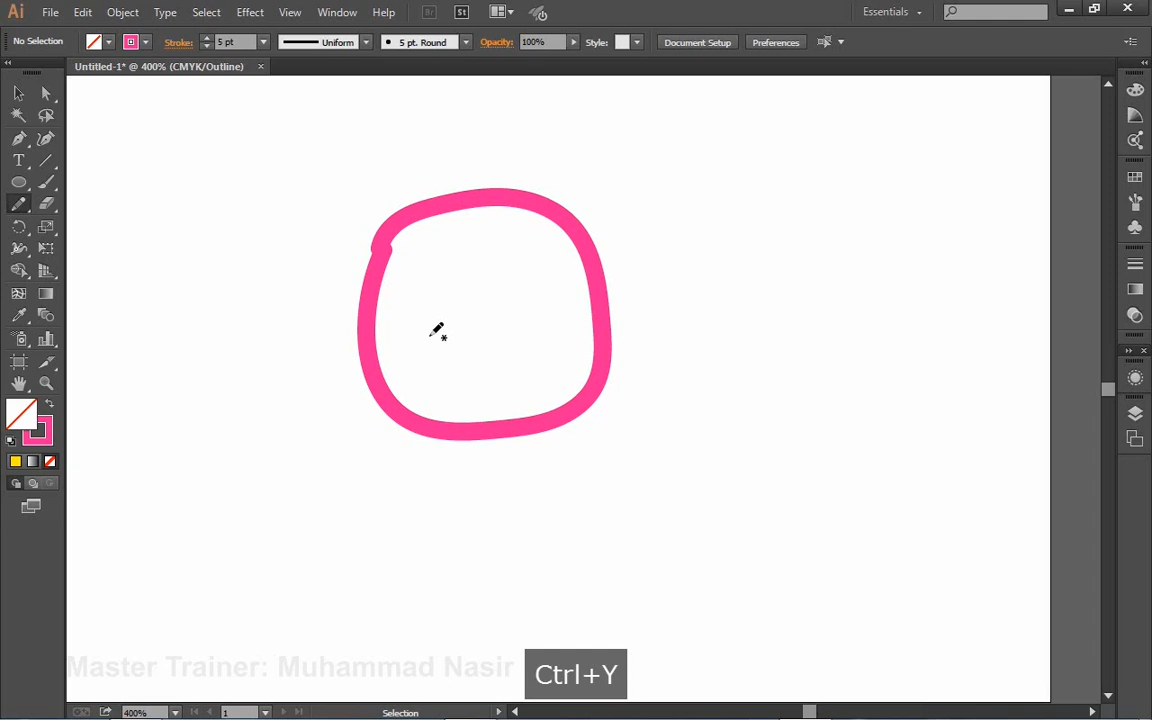 Ai File Edit Object Type Select Effect View Window Help Br St Essentials
No Selection Stroke: 5 pt Uniform 5 pt. Round Opacity: 100% Style: Document Setup Preferences
Untitled-1* @ 400% (CMYK/Outline)
T
Master Trainer: Muhammad Nasir
Ctrl+Y
400% 1 Selection